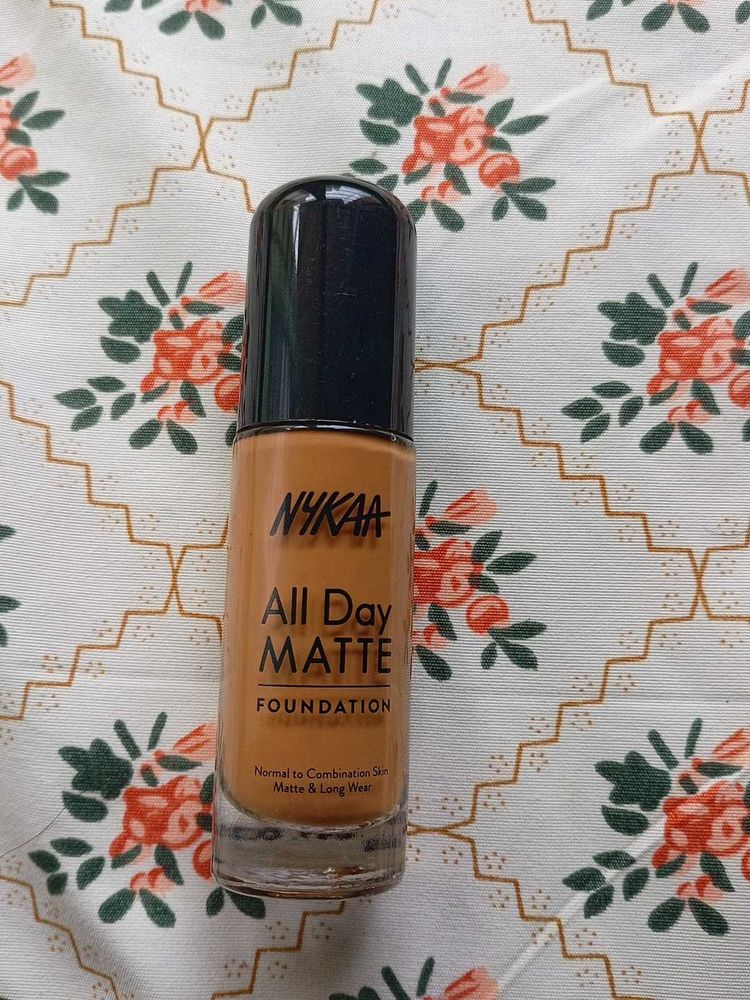 NYKAA
All Day
MATTE
FOUNDATION
Normal to Combination Skin
Matte & Long Wear